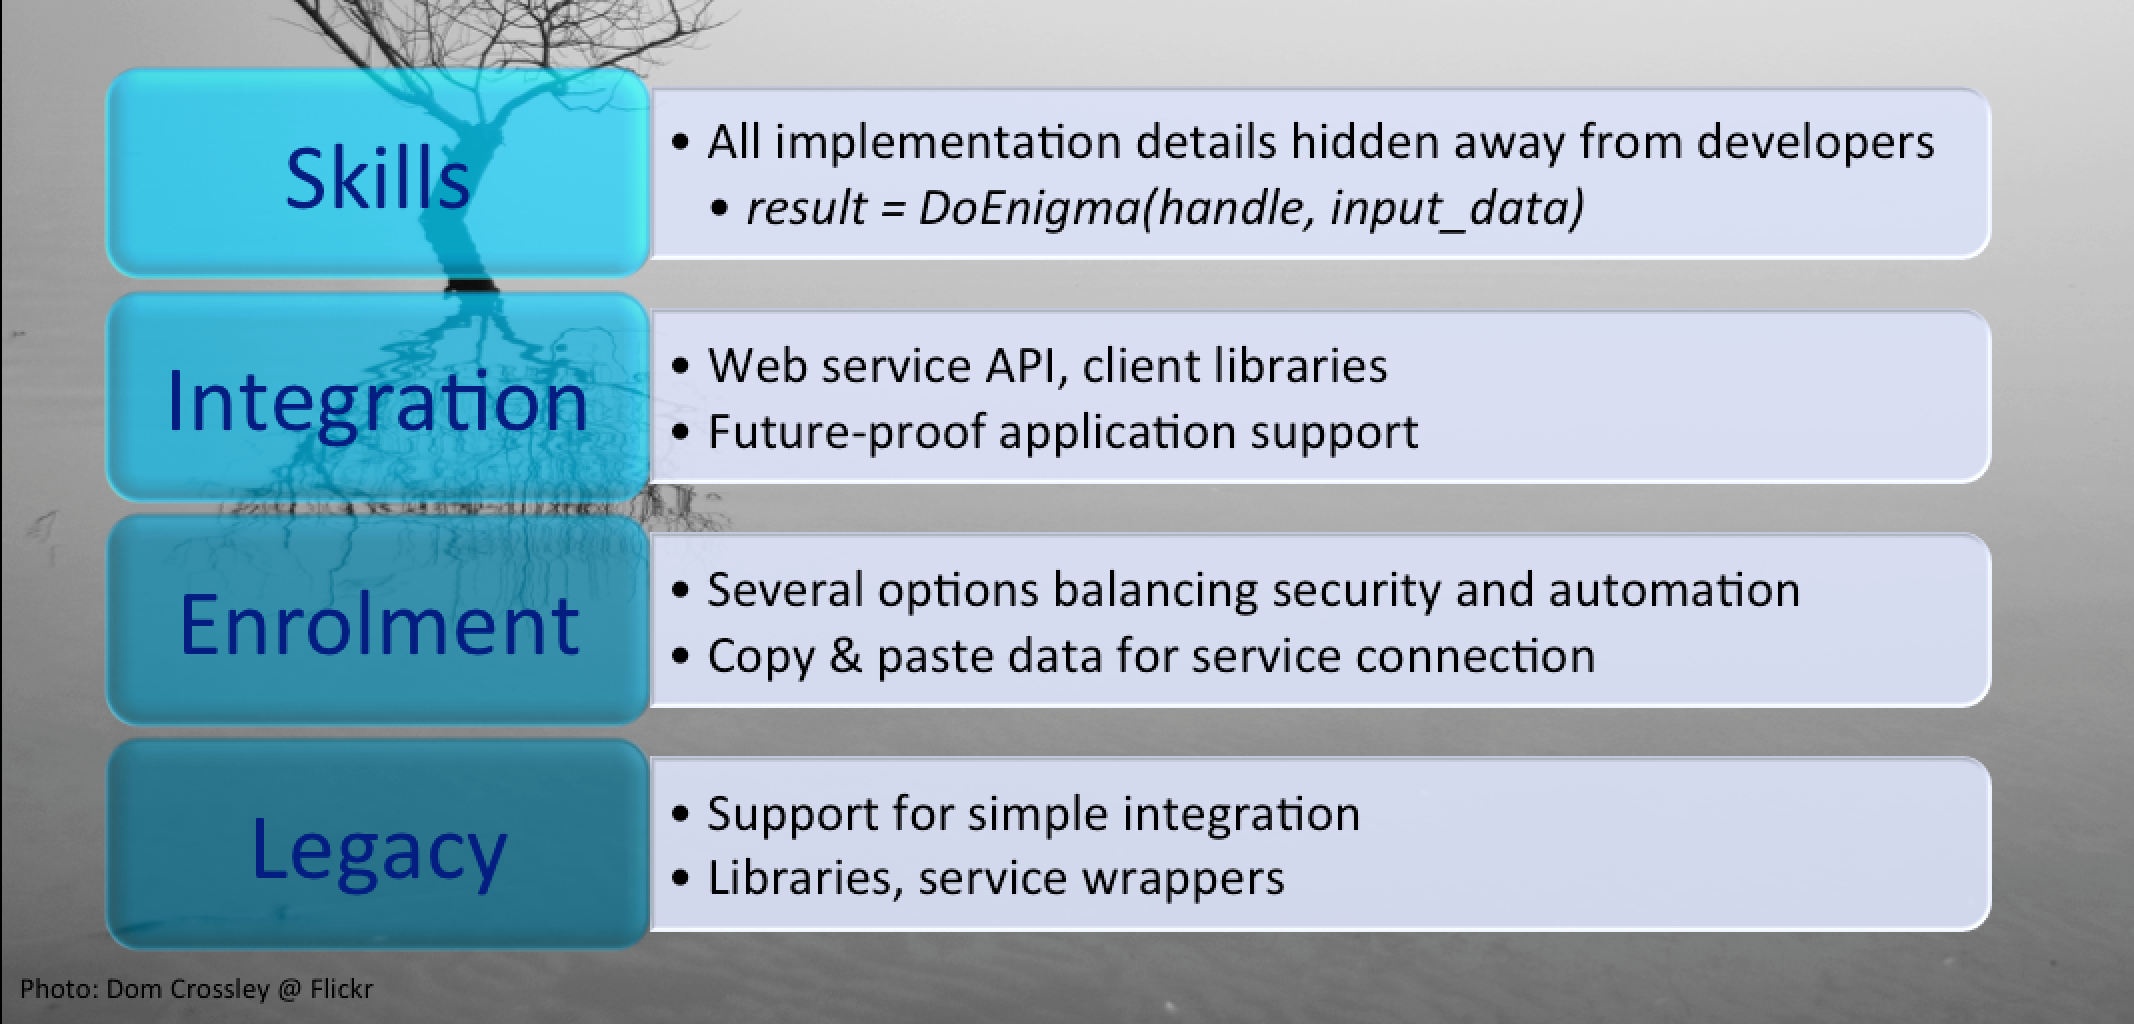 Skills
• All implementation details hidden away from developers
• result = DoEnigma(handle, input_data)
Integration
• Web service API, client libraries
• Future-proof application support
Enrolment
• Several options balancing security and automation
• Copy & paste data for service connection
Legacy
• Support for simple integration
• Libraries, service wrappers
Photo: Dom Crossley @ Flickr